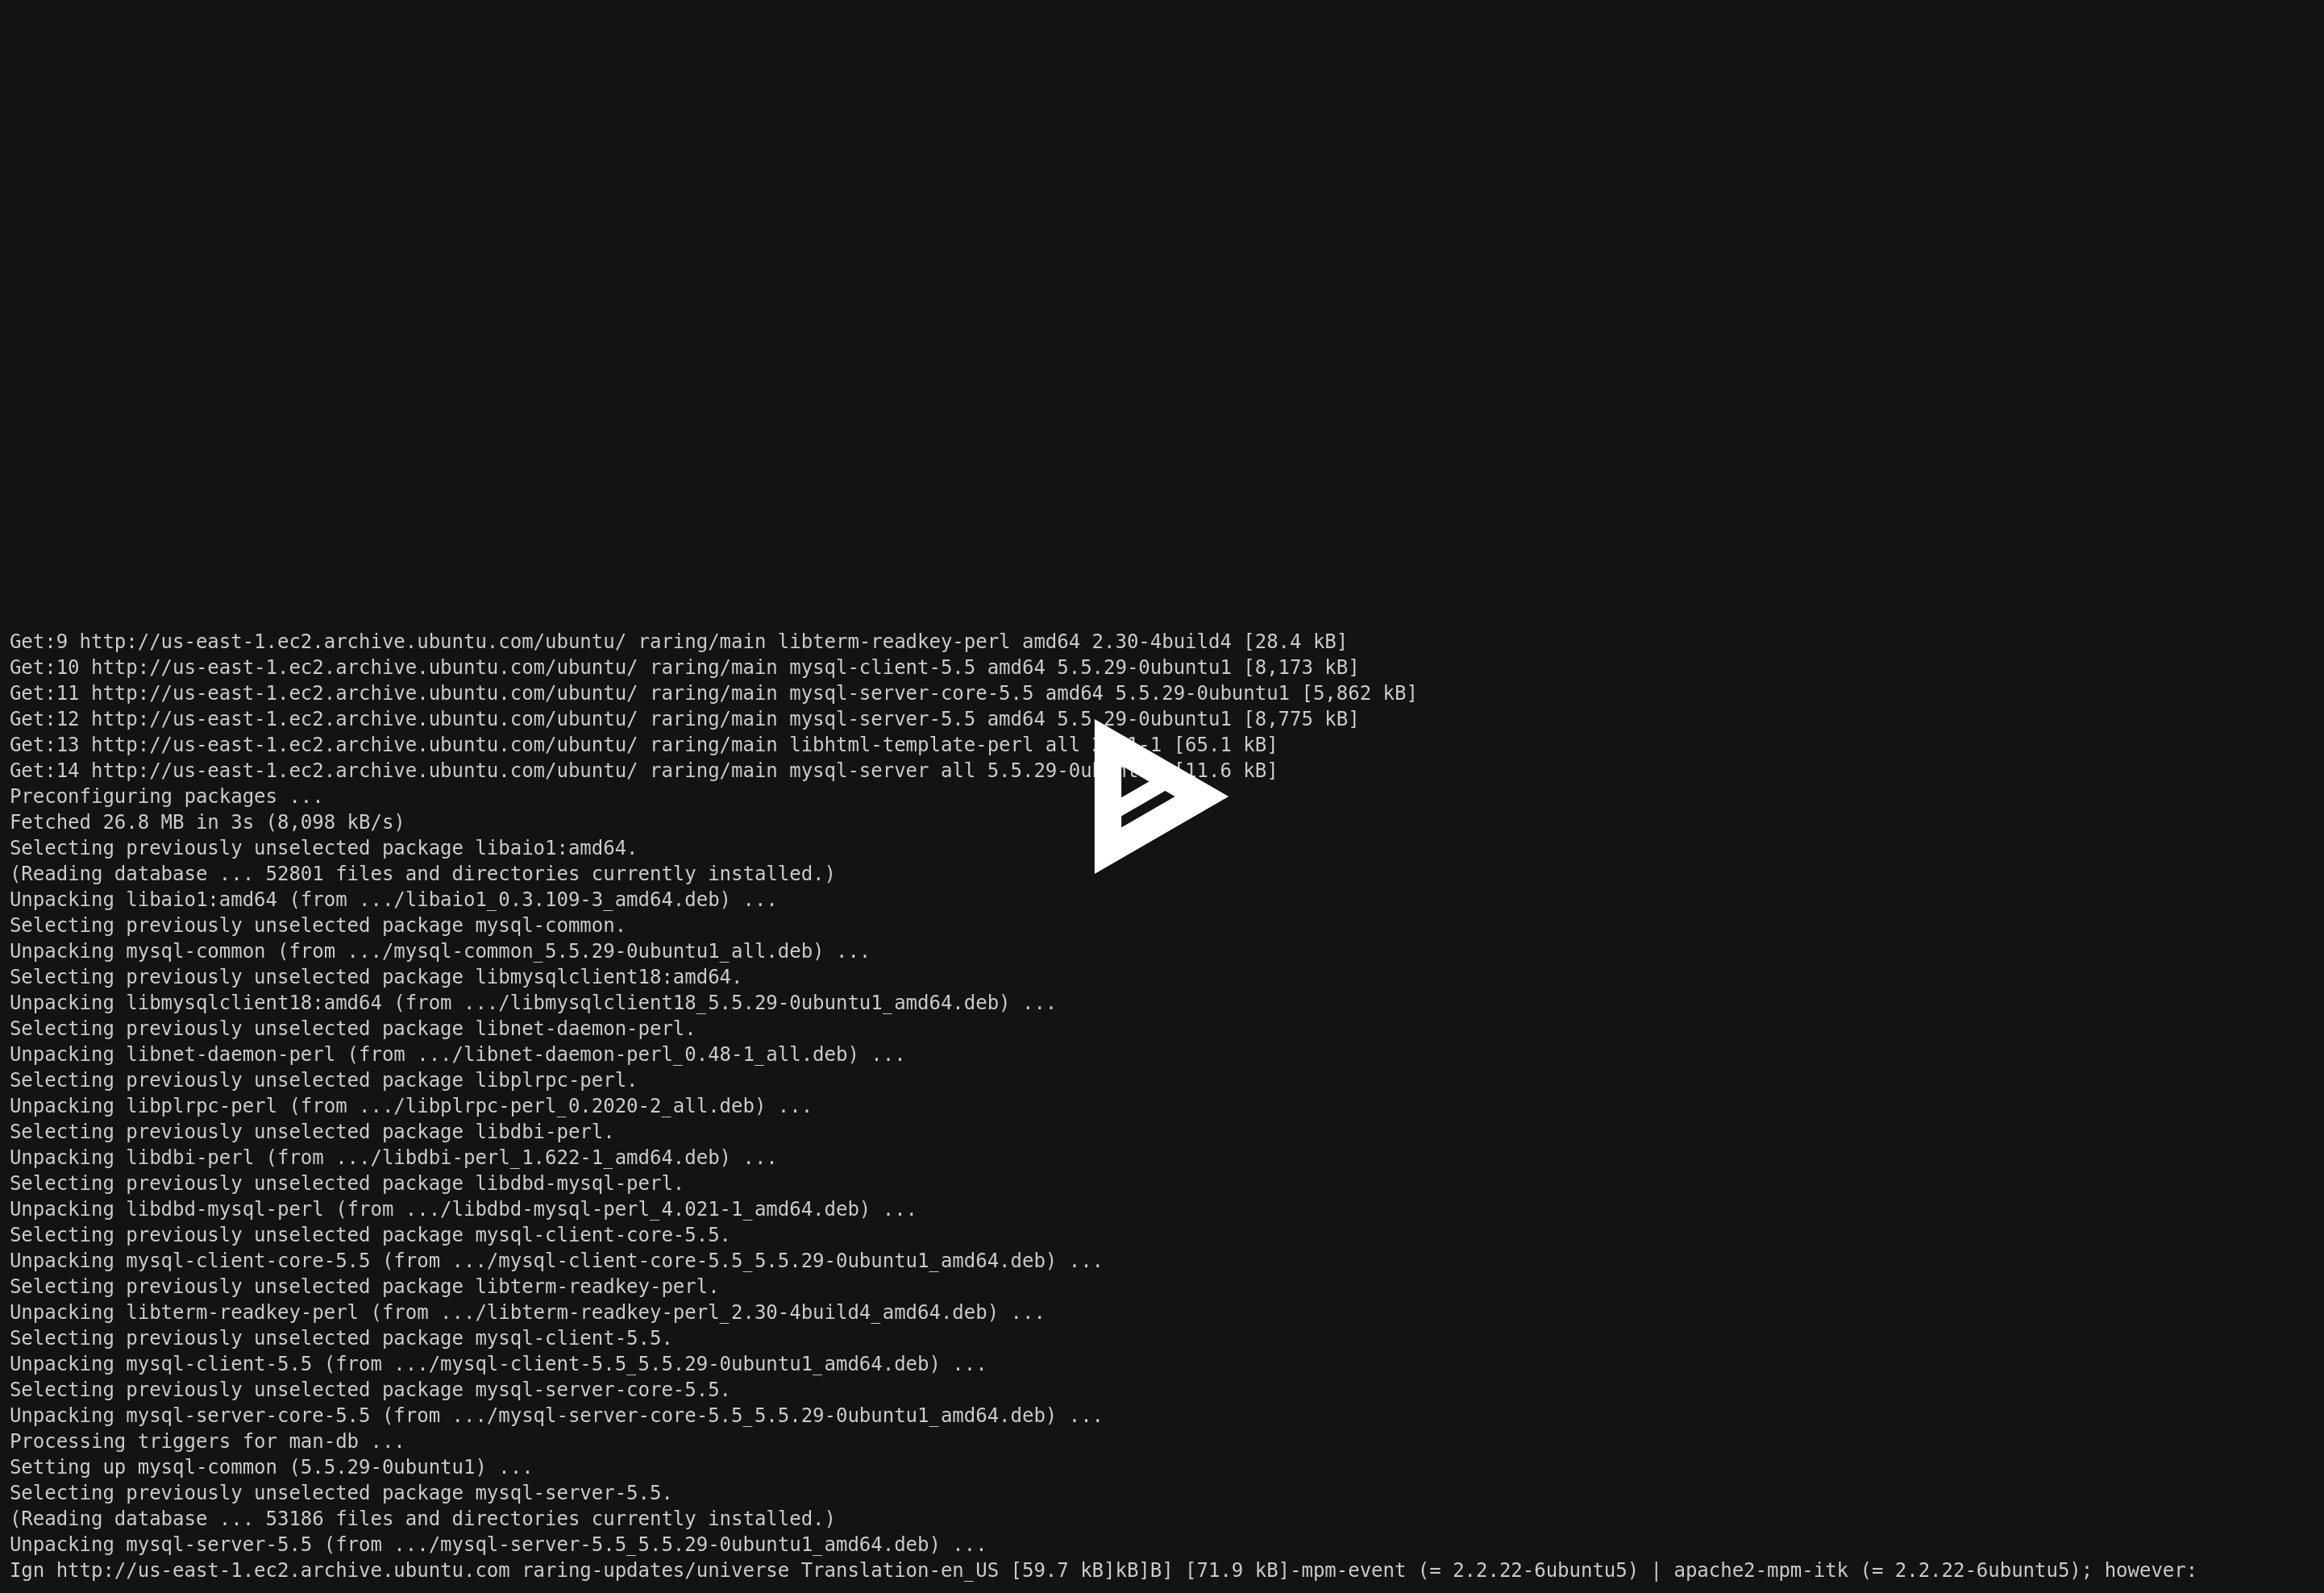 Get:9 http://us-east-1.ec2.archive.ubuntu.com/ubuntu/ raring/main libterm-readkey-perl amd64 2.30-4build4 [28.4 kB]
Get:10 http://us-east-1.ec2.archive.ubuntu.com/ubuntu/ raring/main mysql-client-5.5 amd64 5.5.29-0ubuntu1 [8,173 kB]
Get:11 http://us-east-1.ec2.archive.ubuntu.com/ubuntu/ raring/main mysql-server-core-5.5 amd64 5.5.29-0ubuntu1 [5,862 kB]
Get:12 http://us-east-1.ec2.archive.ubuntu.com/ubuntu/ raring/main mysql-server-5.5 amd64 5.5.29-0ubuntu1 [8,775 kB]
Get:13 http://us-east-1.ec2.archive.ubuntu.com/ubuntu/ raring/main libhtml-template-perl all [65.1 kB]
Get:14 http://us-east-1.ec2.archive.ubuntu.com/ubuntu/ raring/main mysql-server all [11.6 kB]
Preconfiguring packages ...
Fetched 26.8 MB in 3s (8,098 kB/s)
Selecting previously unselected package libaio1:amd64.
(Reading database ... 52801 files and directories currently installed.)
Unpacking libaio1:amd64 (from .../libaio1_0.3.109-3_amd64.deb) ...
Selecting previously unselected package mysql-common.
Unpacking mysql-common (from .../mysql-common_5.5.29-0ubuntu1_all.deb) ...
Selecting previously unselected package libmysqlclient18:amd64.
Unpacking libmysqlclient18:amd64 (from .../libmysqlclient18_5.5.29-0ubuntu1_amd64.deb) ...
Selecting previously unselected package libnet-daemon-perl.
Unpacking libnet-daemon-perl (from .../libnet-daemon-perl_0.48-1_all.deb) ...
Selecting previously unselected package libplrpc-perl.
Unpacking libplrpc-perl (from .../libplrpc-perl_0.2020-2_all.deb) ...
Selecting previously unselected package libdbi-perl.
Unpacking libdbi-perl (from .../libdbi-perl_1.622-1_amd64.deb) ...
Selecting previously unselected package libdbd-mysql-perl.
Unpacking libdbd-mysql-perl (from .../libdbd-mysql-perl_4.021-1_amd64.deb) ...
Selecting previously unselected package mysql-client-core-5.5.
Unpacking mysql-client-core-5.5 (from .../mysql-client-core-5.5_5.5.29-0ubuntu1_amd64.deb) ...
Selecting previously unselected package libterm-readkey-perl.
Unpacking libterm-readkey-perl (from .../libterm-readkey-perl_2.30-4build4_amd64.deb) ...
Selecting previously unselected package mysql-client-5.5.
Unpacking mysql-client-5.5 (from .../mysql-client-5.5_5.5.29-0ubuntu1_amd64.deb) ...
Selecting previously unselected package mysql-server-core-5.5.
Unpacking mysql-server-core-5.5 (from .../mysql-server-core-5.5_5.5.29-0ubuntu1_amd64.deb) ...
Processing triggers for man-db ...
Setting up mysql-common (5.5.29-0ubuntu1) ...
Selecting previously unselected package mysql-server-5.5.
(Reading database ... 53186 files and directories currently installed.)
Unpacking mysql-server-5.5 (from .../mysql-server-5.5_5.5.29-0ubuntu1_amd64.deb) ...
Ign http://us-east-1.ec2.archive.ubuntu.com raring-updates/universe Translation-en_US [59.7 kB]kB]B] [71.9 kB]-mpm-event (= 2.2.22-6ubuntu5) | apache2-mpm-itk (= 2.2.22-6ubuntu5); however: